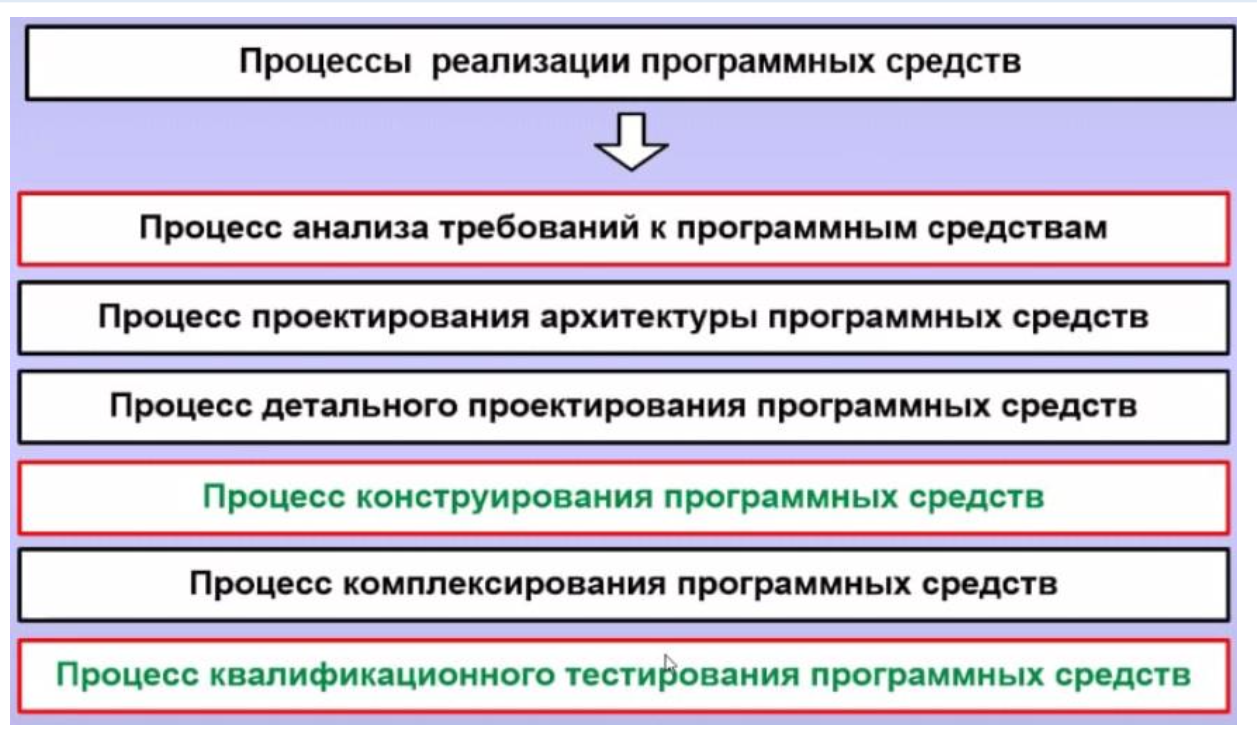 Процессы реализации программных средств
Процесс анализа требований к программным средствам
Процесс проектирования архитектуры программных средств
Процесс детального проектирования программных средств
Процесс конструирования программных средств
Процесс комплексирования программных средств
Процесс квалификационного тестирования программных средств